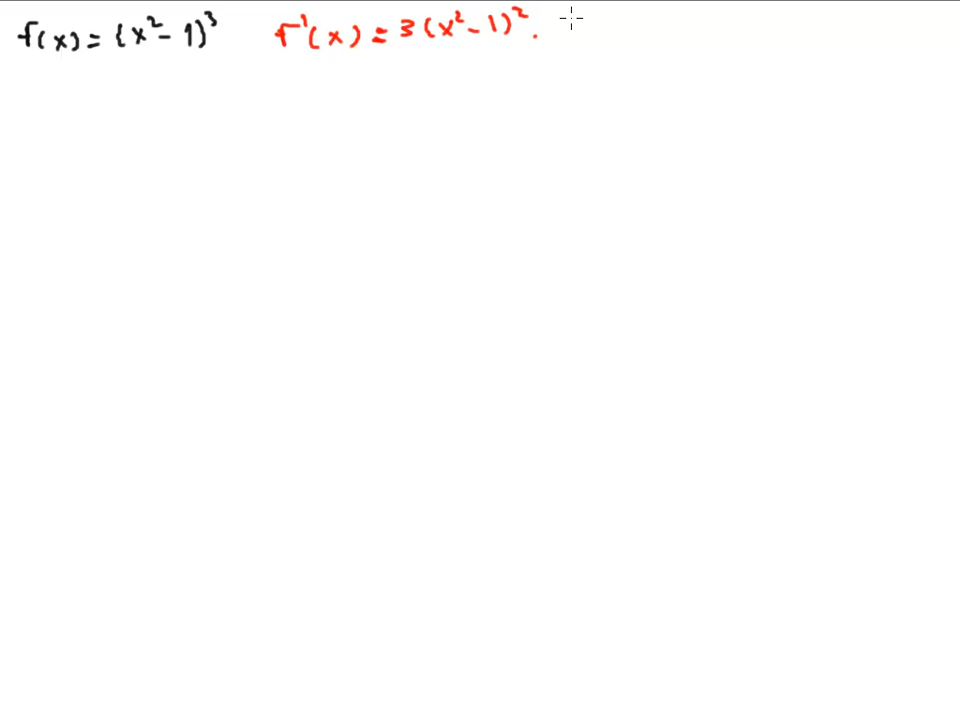 f(x) = (x² - 1)³ f'(x) = 3(x² - 1)² .